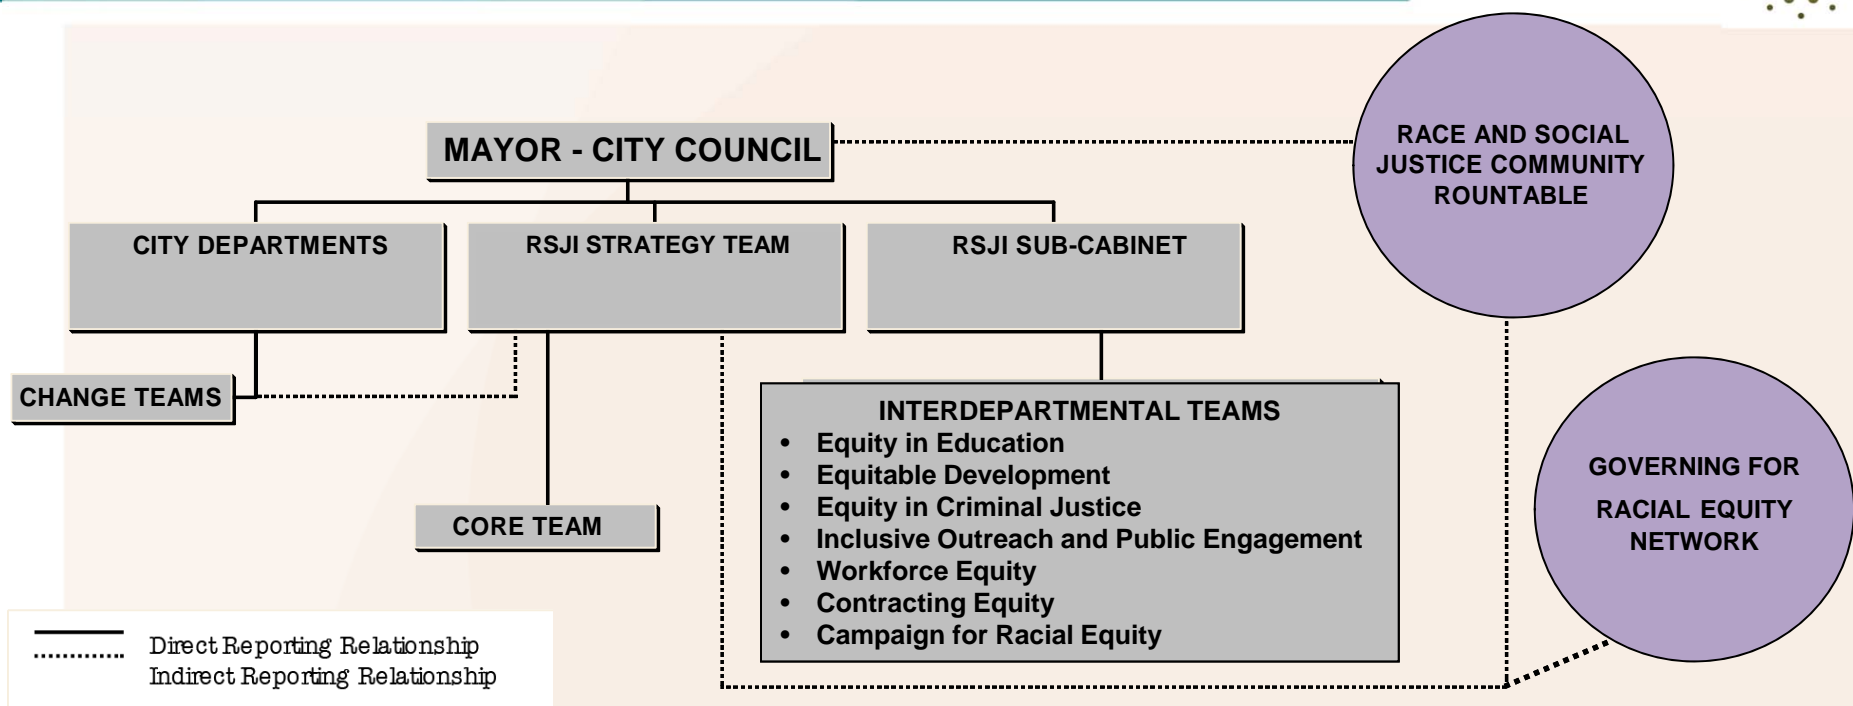 RACE AND SOCIAL
JUSTICE COMMUNITY
ROUNTABLE
MAYOR - CITY COUNCIL
CITY DEPARTMENTS
RSJI STRATEGY TEAM
RSJI SUB-CABINET
CHANGE TEAMS
CORE TEAM
INTERDEPARTMENTAL TEAMS
• Equity in Education
• Equitable Development
• Equity in Criminal Justice
• Inclusive Outreach and Public Engagement
• Workforce Equity
• Contracting Equity
• Campaign for Racial Equity
GOVERNING FOR
RACIAL EQUITY
NETWORK
Direct Reporting Relationship
Indirect Reporting Relationship